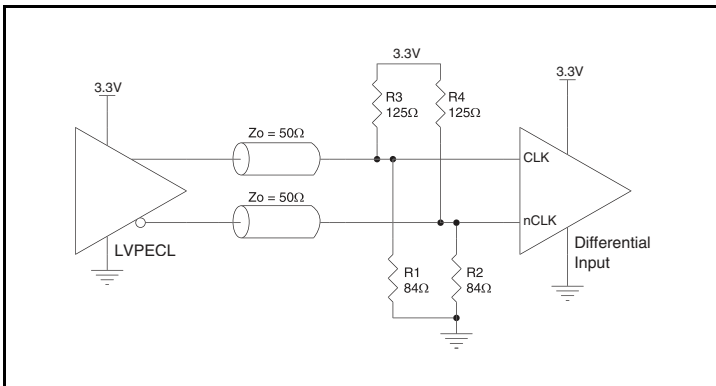 3.3V
3.3V
3.3V
R3
125Ω
R4
125Ω
Zo = 50Ω
CLK
Zo = 50Ω
nCLK
LVPECL
Differential
Input
R1
84Ω
R2
84Ω